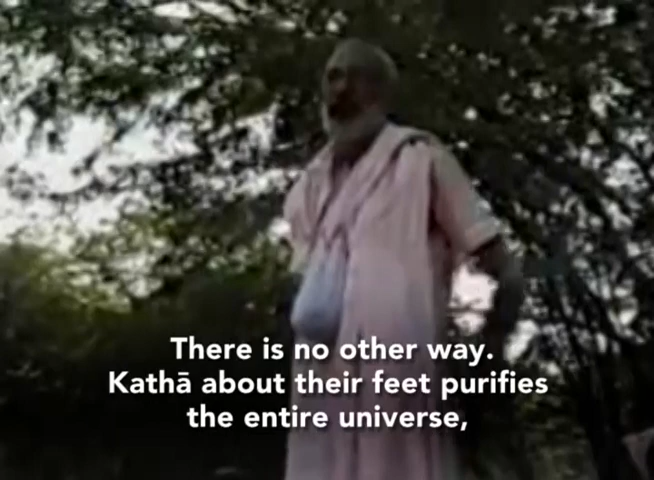 There is no other way.
Kathā about their feet purifies
the entire universe,